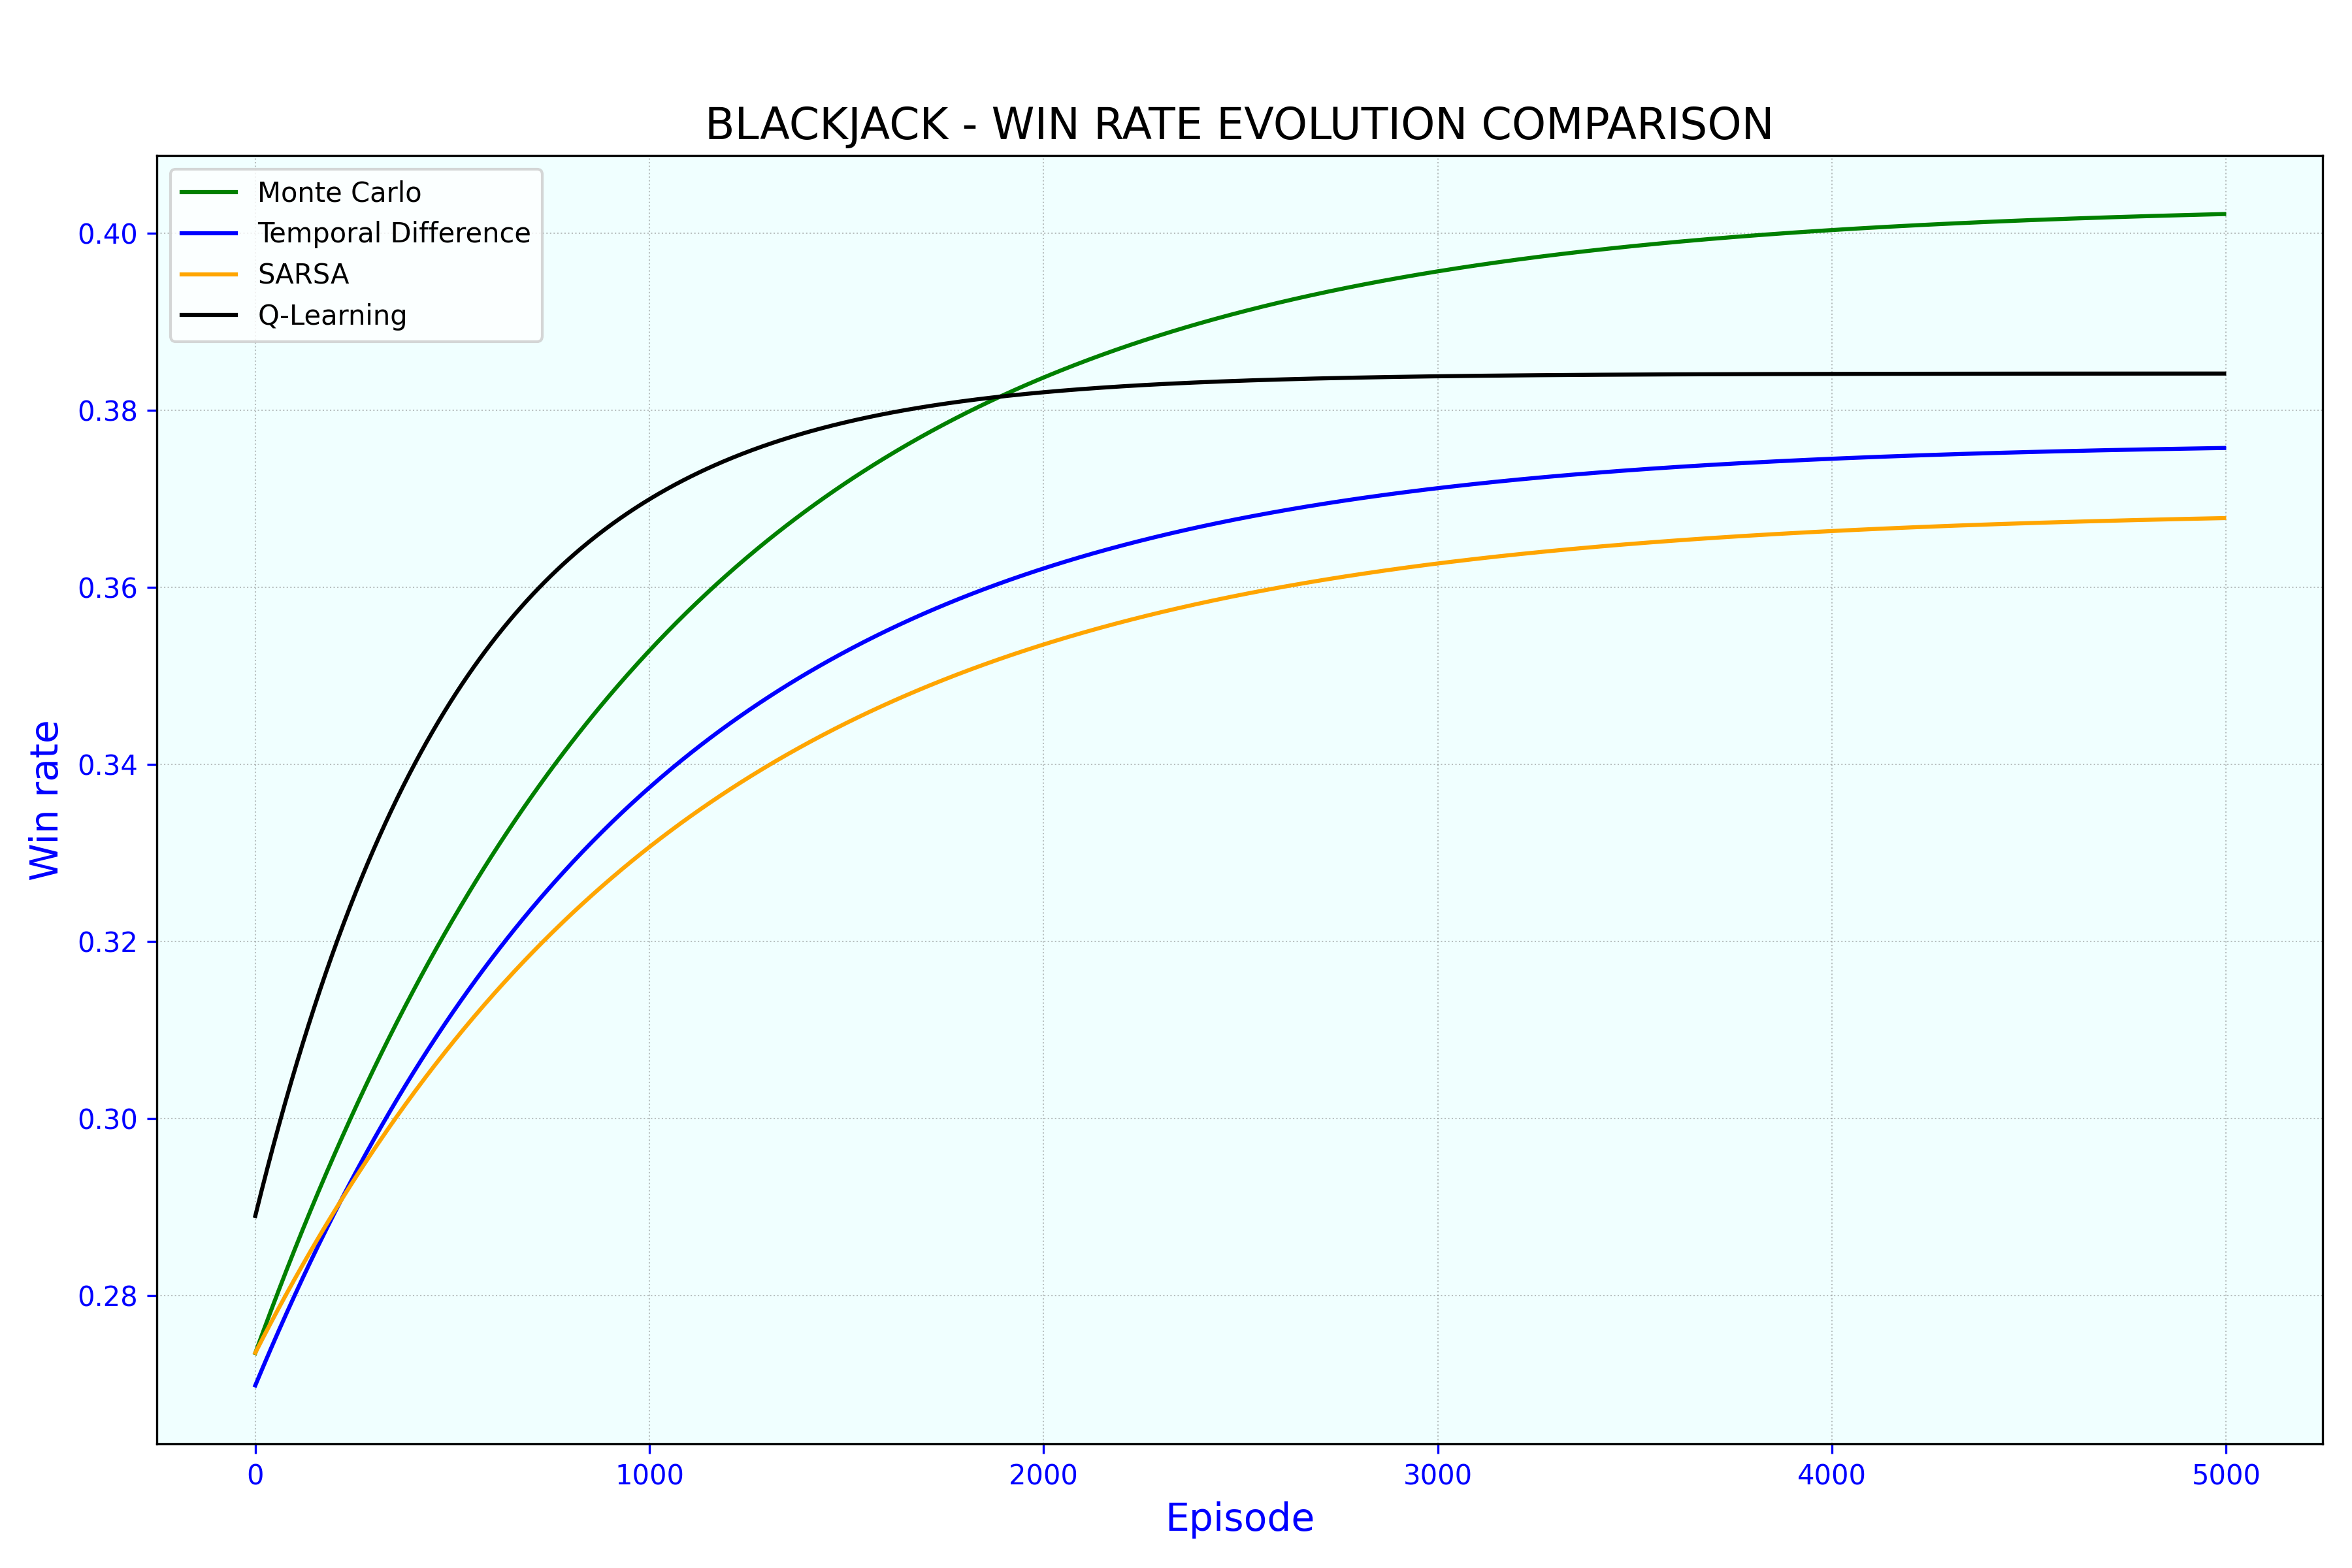 BLACKJACK - WIN RATE EVOLUTION COMPARISON
Monte Carlo
Temporal Difference
SARSA
Q-Learning
0.40
0.38
0.36
0.34
0.32
0.30
0.28
Win rate
0 1000 2000 3000 4000 5000
Episode